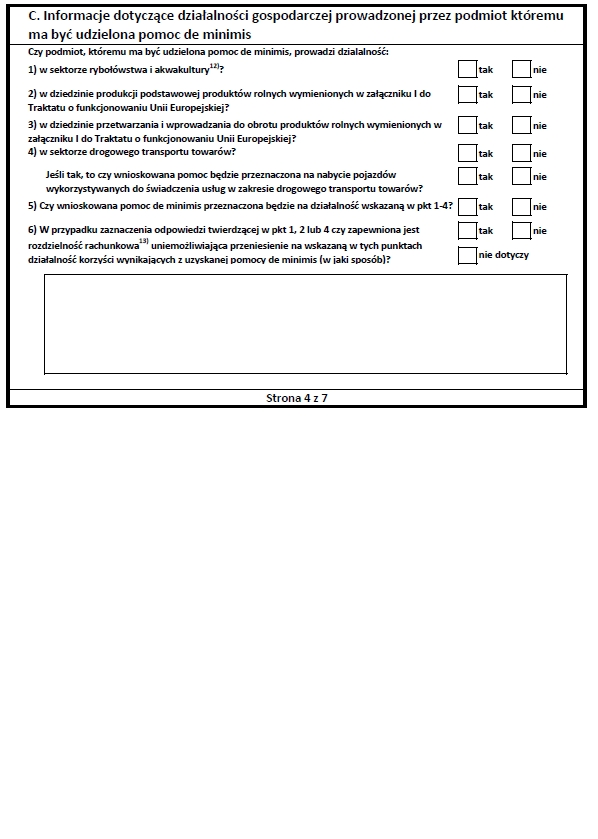 C. Informacje dotyczące działalności gospodarczej prowadzonej przez podmiot któremu
ma być udzielona pomoc de minimis
Czy podmiot, któremu ma być udzielona pomoc de minimis, prowadzi działalność:
1) w sektorze rybołówstwa i akwakultury12)? tak nie
2) w dziedzinie produkcji podstawowej produktów rolnych wymienionych w załączniku I do tak nie
Traktatu o funkcjonowaniu Unii Europejskiej?
3) w dziedzinie przetwarzania i wprowadzania do obrotu produktów rolnych wymienionych w tak nie
załączniku I do Traktatu o funkcjonowaniu Unii Europejskiej?
4) w sektorze drogowego transportu towarów? tak nie
Jeśli tak, to czy wnioskowana pomoc będzie przeznaczona na nabycie pojazdów tak nie
wykorzystywanych do świadczenia usług w zakresie drogowego transportu towarów?
5) Czy wnioskowana pomoc de minimis przeznaczona będzie na działalność wskazaną w pkt 1-4? tak nie
6) W przypadku zaznaczenia odpowiedzi twierdzącej w pkt 1, 2 lub 4 czy zapewniona jest tak nie
rozdzielność rachunkowa13) uniemożliwiająca przeniesienie na wskazaną w tych punktach
działalność korzyści wynikających z uzyskanej pomocy de minimis (w jaki sposób)? nie dotyczy
Strona 4 z 7